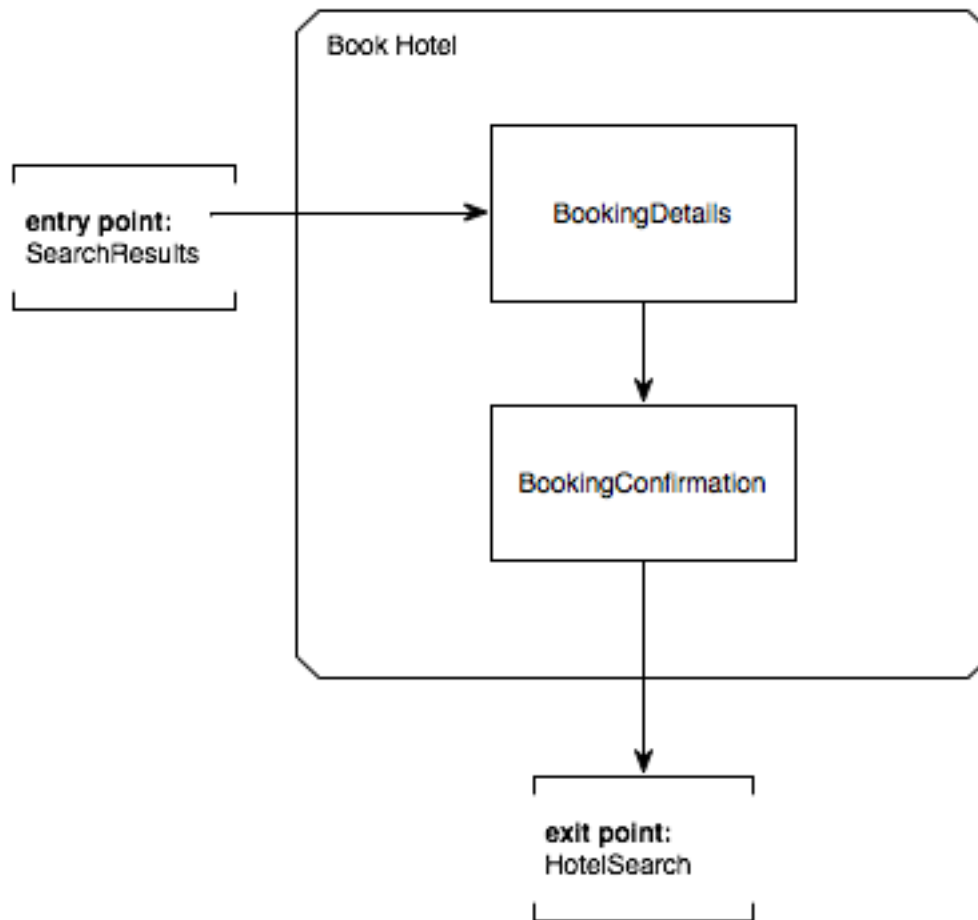 Book Hotel
entry point:
SearchResults
BookingDetails
BookingConfirmation
exit point:
HotelSearch